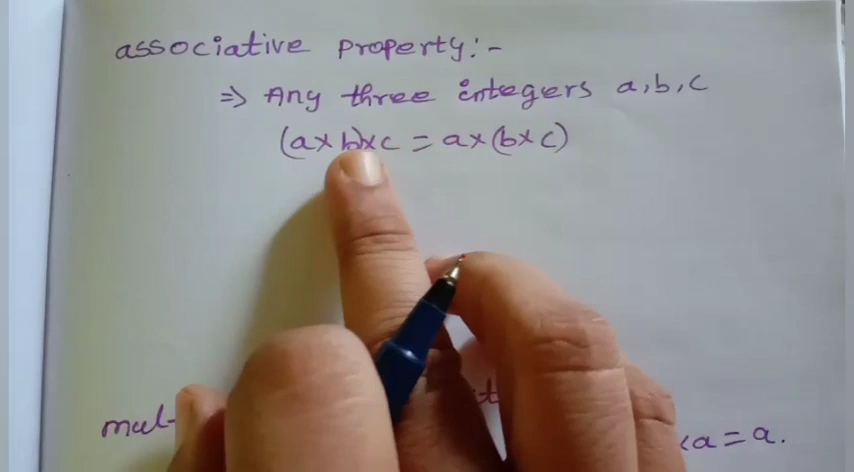 associative property:-
⇒ Any three integers a, b, c
(a×b)×c = a×(b×c)
mul
×a = a.